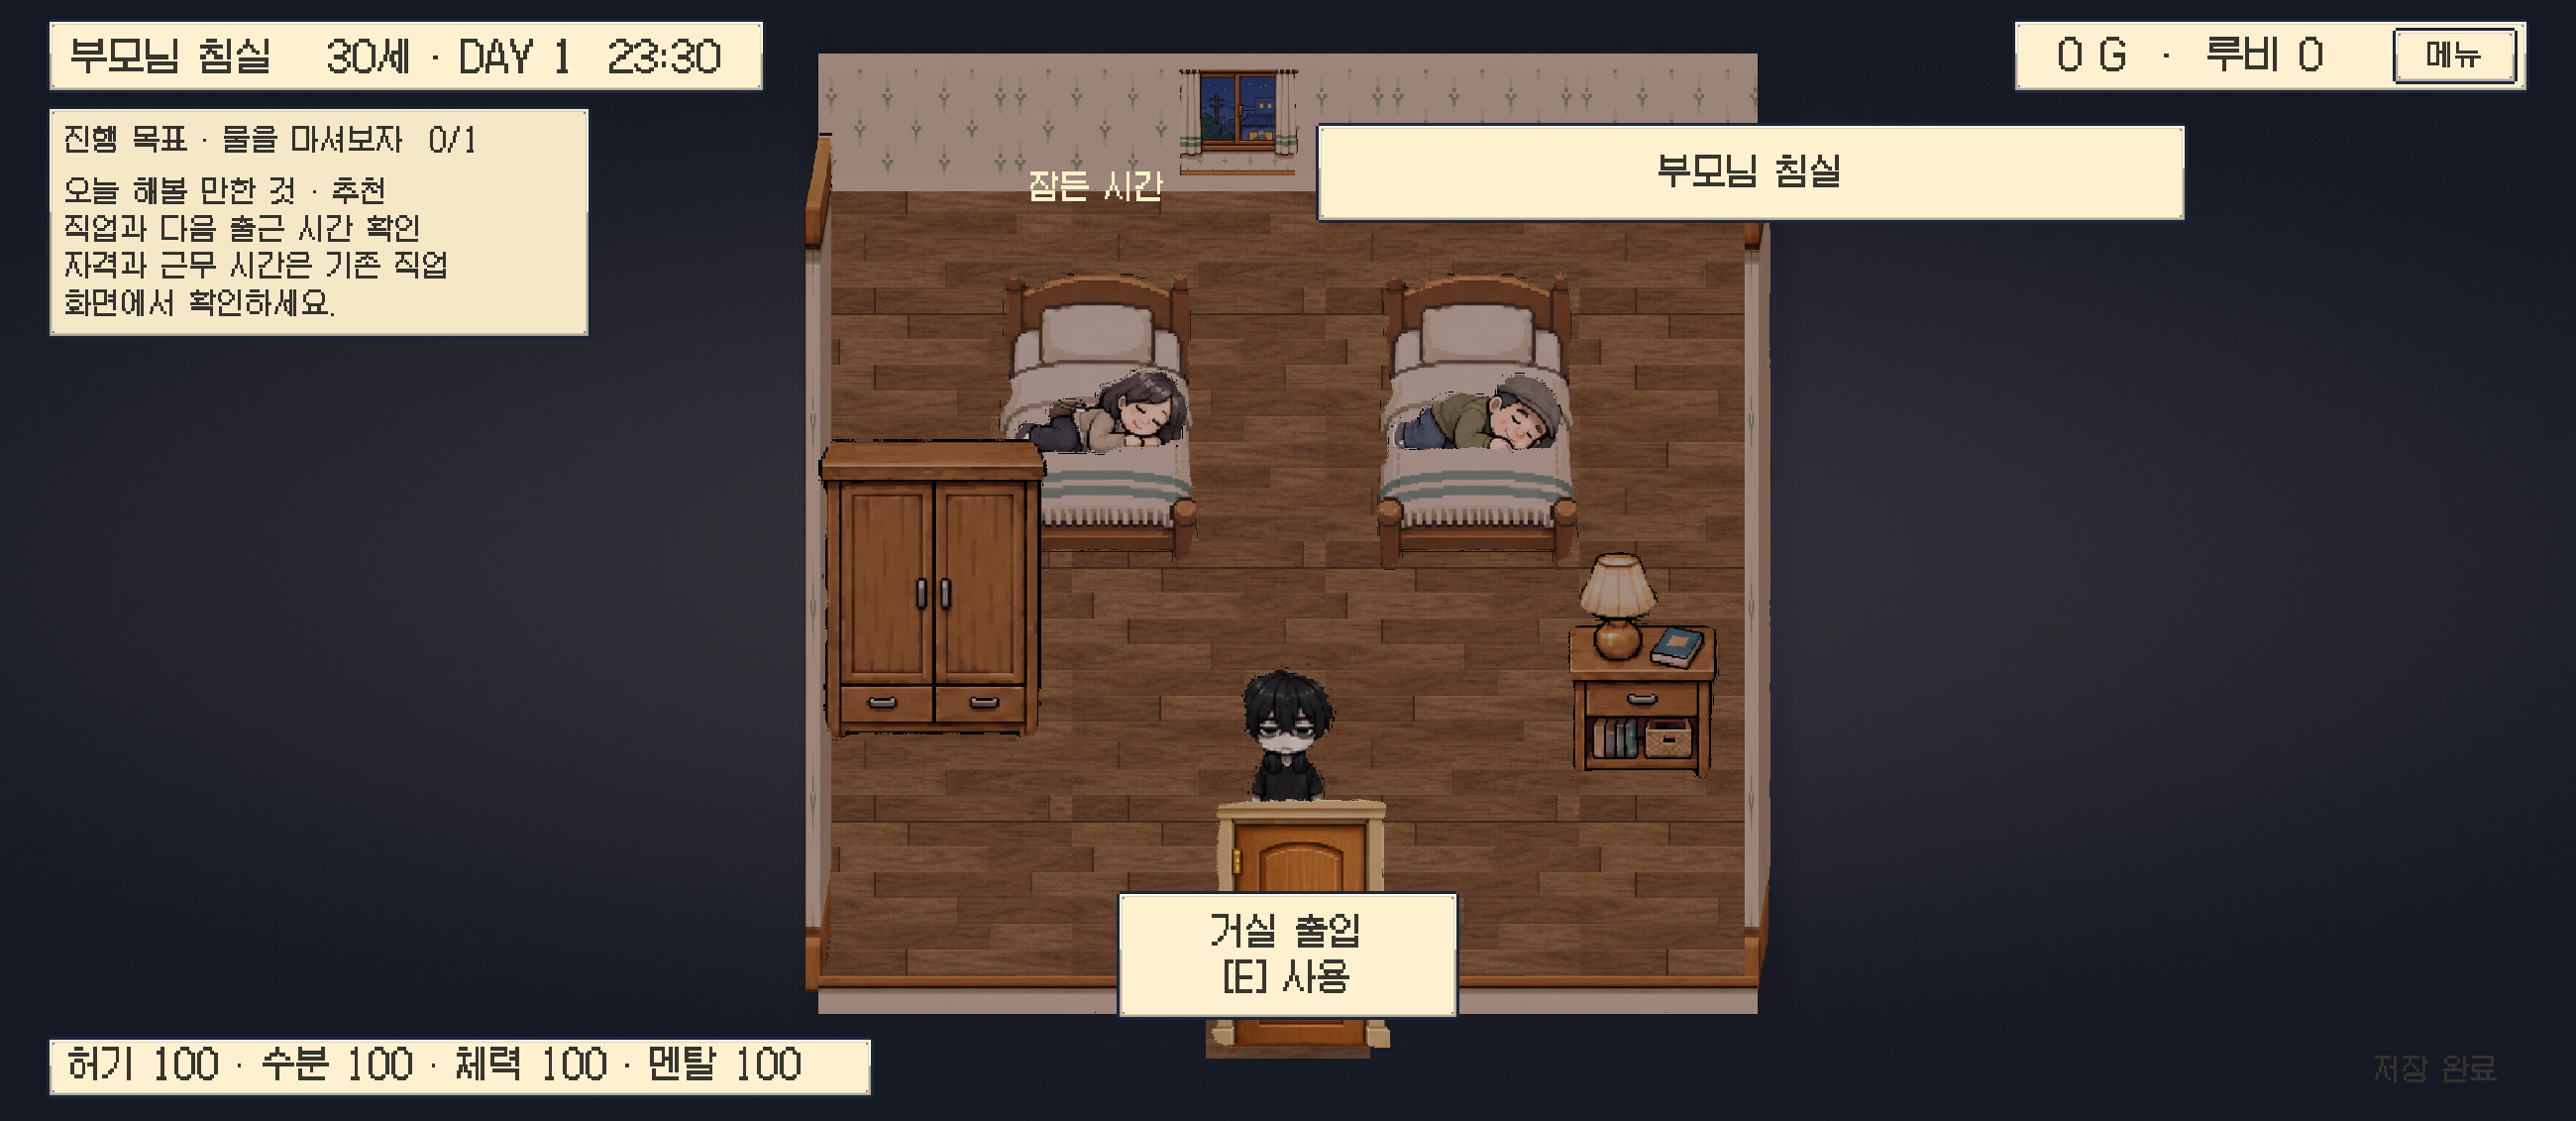 부모님 침실 30세 · DAY 1 23:30
0 G · 루비 0 메뉴
진행 목표 · 물을 마셔보자 0/1
오늘 해볼 만한 것 · 추천
직업과 다음 출근 시간 확인
자격과 근무 시간은 기존 직업
화면에서 확인하세요.
부모님 침실
잠든 시간
거실 출입
[E] 사용
허기 100 · 수분 100 · 체력 100 · 멘탈 100
저장 완료